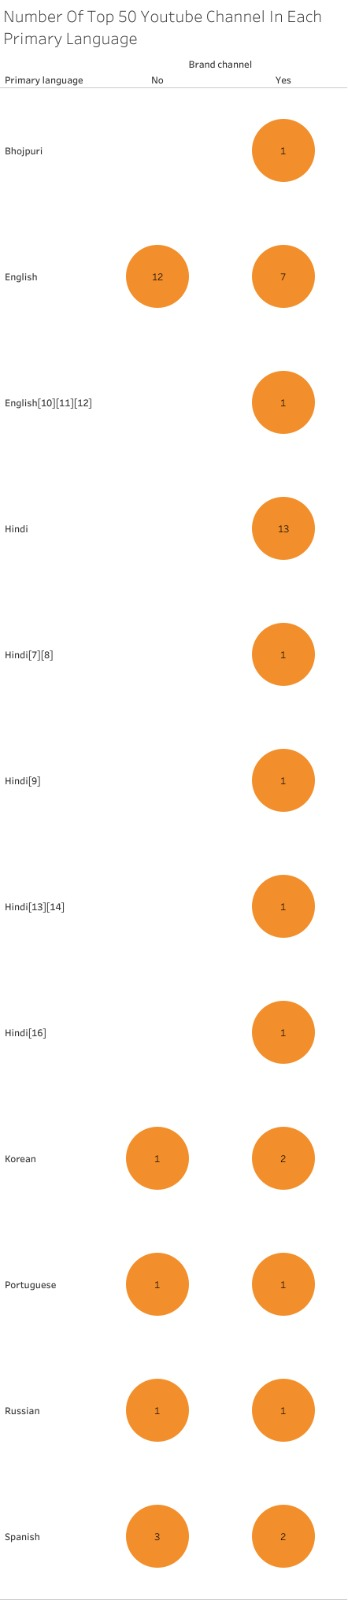 Number Of Top 50 Youtube Channel In Each
Primary Language
Brand channel
Primary language No Yes
Bhojpuri 1
English 12 7
English[10][11][12] 1
Hindi 13
Hindi[7][8] 1
Hindi[9] 1
Hindi[13][14] 1
Hindi[16] 1
Korean 1 2
Portuguese 1 1
Russian 1 1
Spanish 3 2